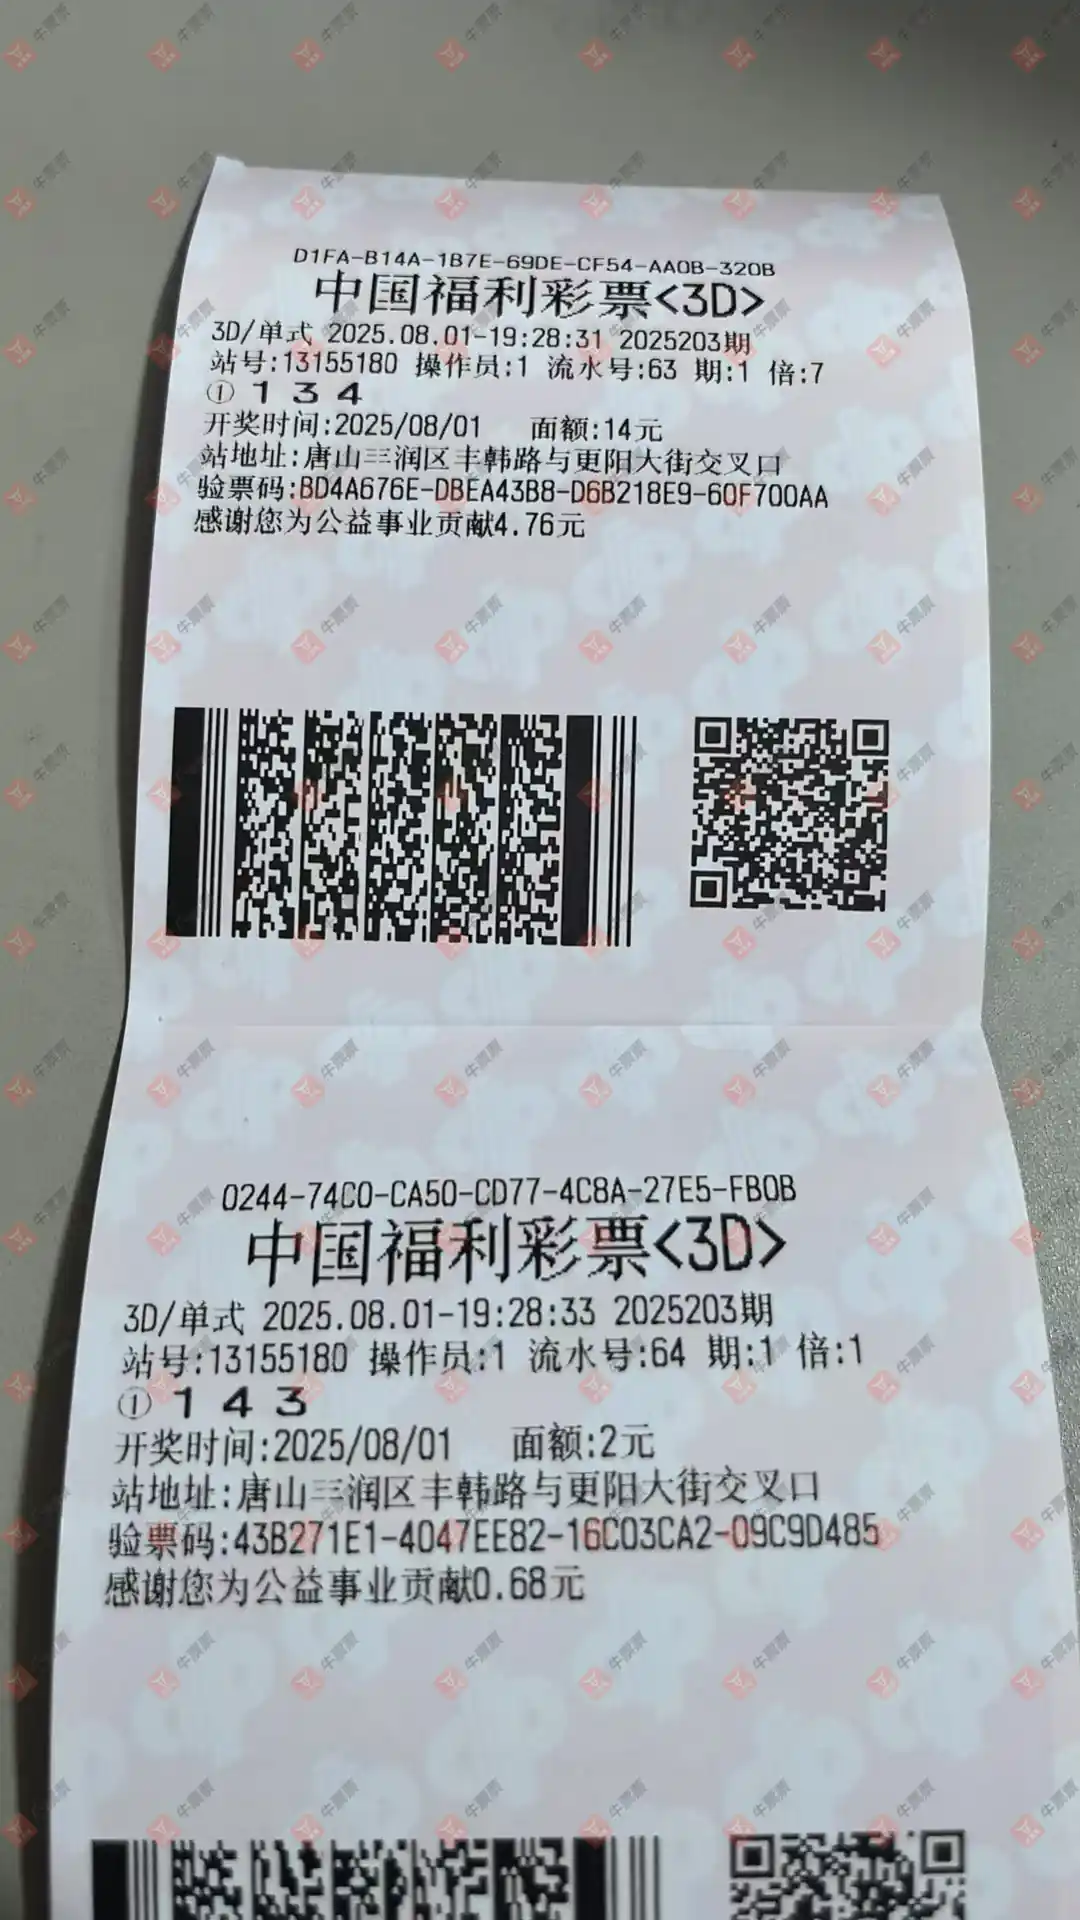 D1FA-B14A-1B7E-69DE-CF54-AA0B-320B
中国福利彩票<3D>
3D/单式 2025.08.01-19:28:31 2025203期
站号:13155180 操作员:1 流水号:63 期:1 倍:7
① 1 3 4
开奖时间:2025/08/01 面额:14元
站地址:唐山三润区丰韩路与更阳大街交叉口
验票码:BD4A676E-DBEA43B8-D6B218E9-60F700AA
感谢您为公益事业贡献4.76元
0244-74C0-CA50-CD77-4C8A-27E5-FB0B
中国福利彩票<3D>
3D/单式 2025.08.01-19:28:33 2025203期
站号:13155180 操作员:1 流水号:64 期:1 倍:1
① 1 4 3
开奖时间:2025/08/01 面额:2元
站地址:唐山三润区丰韩路与更阳大街交叉口
验票码:43B271E1-4047EE82-16C03CA2-09C9D485
感谢您为公益事业贡献0.68元
牛票票